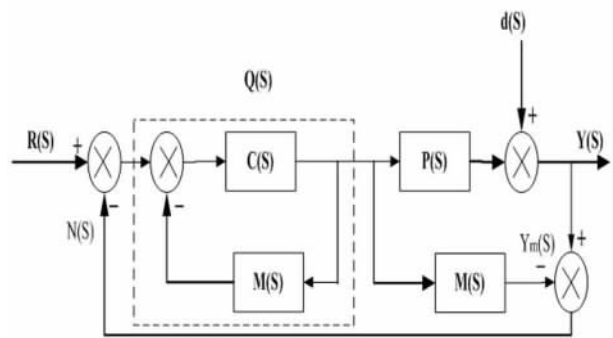 d(S)
Q(S)
R(S)
+
−
N(S)
−
C(S)
M(S)
P(S)
+
Y(S)
M(S)
Ym(S)
+
−